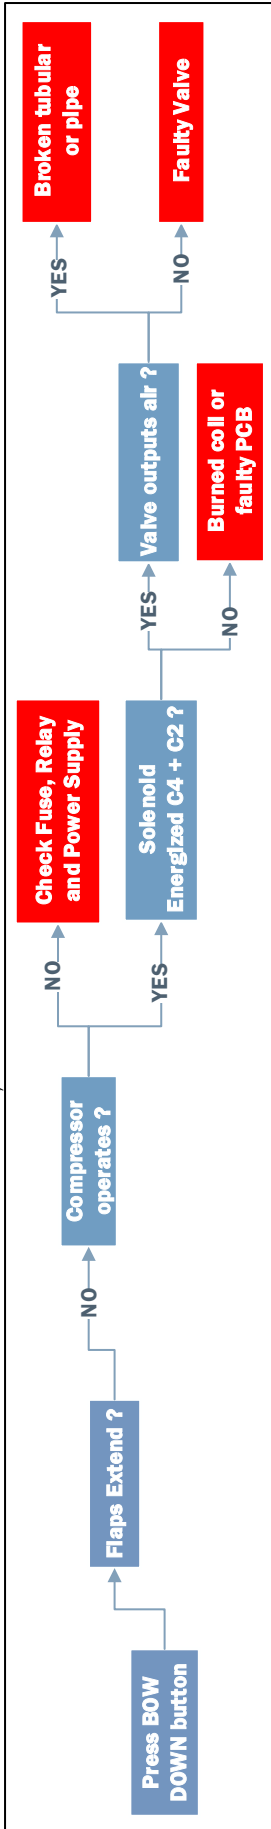 Press BOW
DOWN button
Flaps Extend ?
NO
Compressor
operates ?
NO
Check Fuse, Relay
and Power Supply
YES
Solenoid
Energized C4 + C2 ?
YES
Valve outputs air ?
YES
Broken tubular
or pipe
NO
Faulty Valve
NO
Burned coil or
faulty PCB